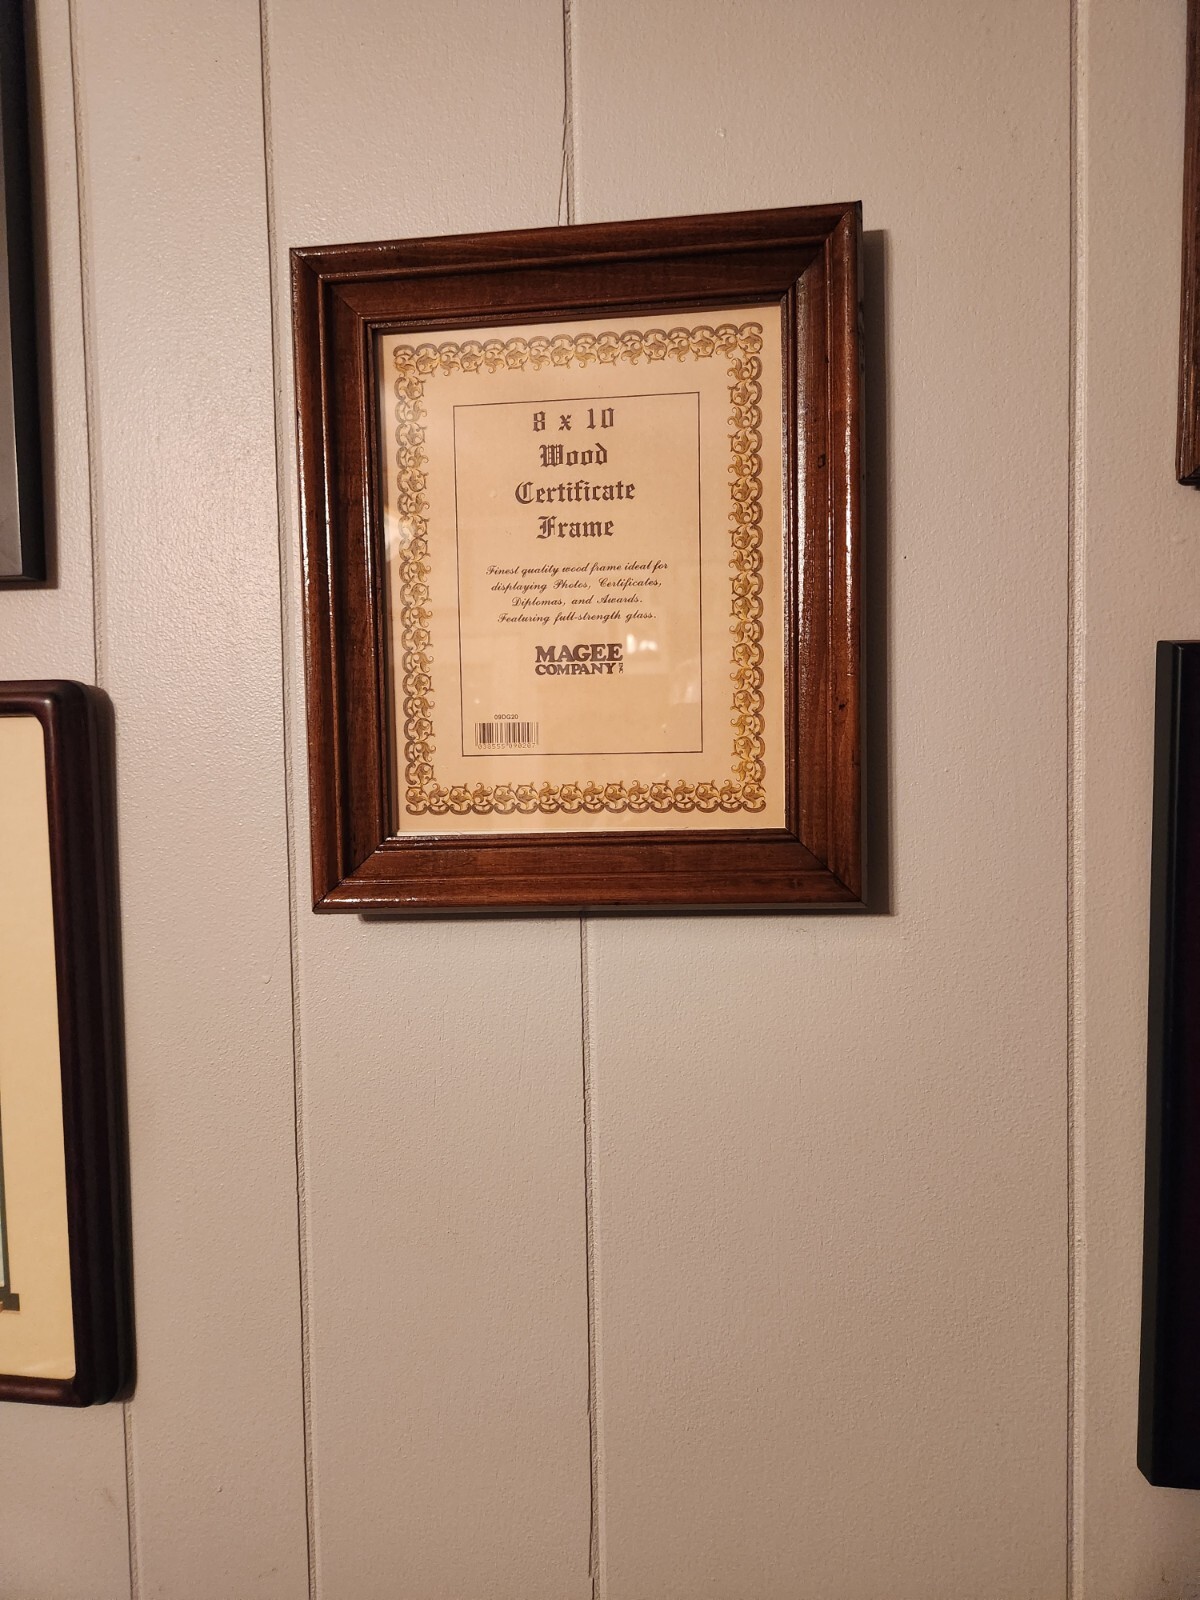 8 x 10
Wood
Certificate
Frame
Finest quality wood frame ideal for
displaying Photos, Certificates,
Diplomas, and Awards.
Featuring full-strength glass.
MAGEE
COMPANY
09DG20